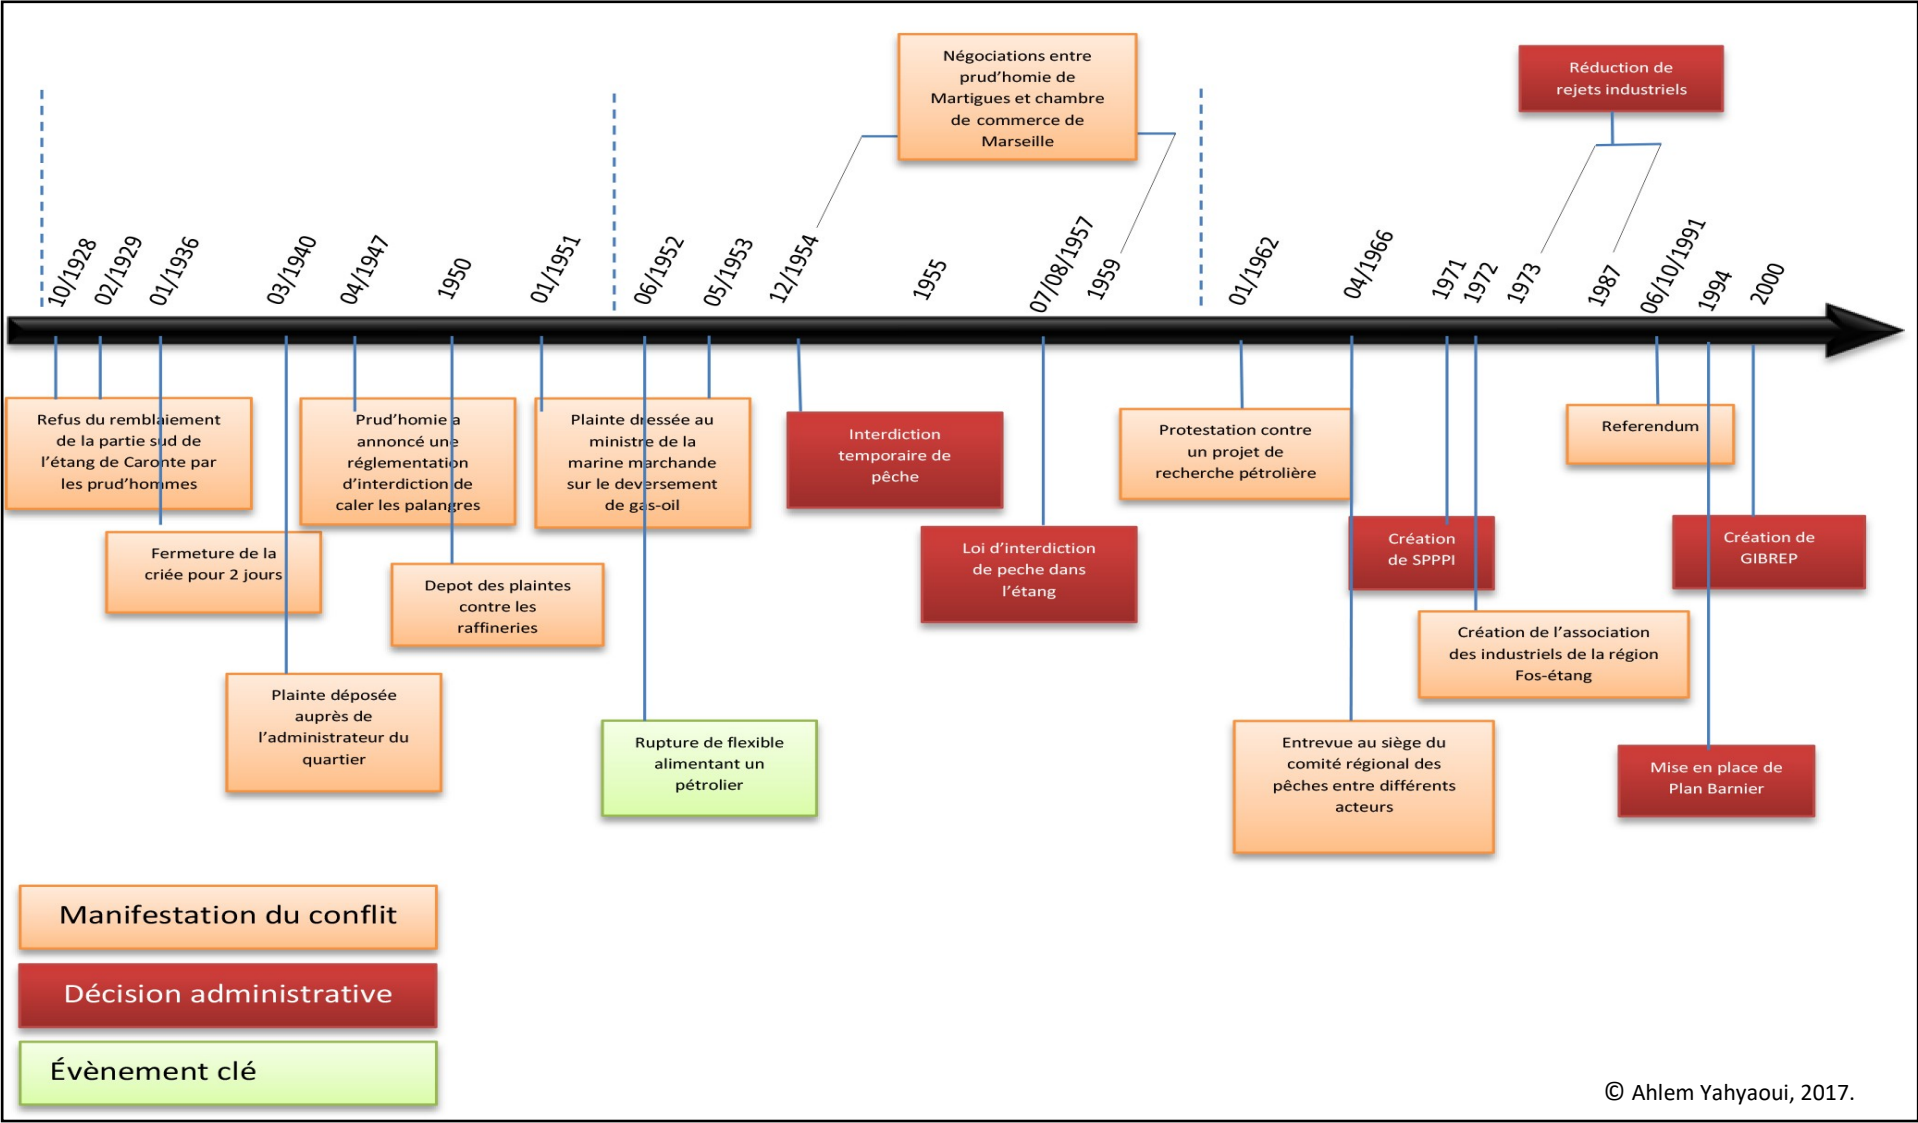 Négociations entre
prud’homie de
Martigues et chambre
de commerce de
Marseille
Réduction de
rejets industriels
10/1928
02/1929
01/1936
03/1940
04/1947
1950
01/1951
06/1952
05/1953
12/1954
1955
07/08/1957
1959
01/1962
04/1966
1971
1972
1973
1987
06/10/1991
1994
2000
Refus du remblaiement
de la partie sud de
l’étang de Caronte par
les prud’hommes
Fermeture de la
criée pour 2 jours
Plainte déposée
auprès de
l’administrateur du
quartier
Prud’homie a
annoncé une
réglementation
d’interdiction de
caler les palangres
Depot des plaintes
contre les
raffineries
Plainte dressée au
ministre de la
marine marchande
sur le deversement
de gas-oil
Rupture de flexible
alimentant un
pétrolier
Interdiction
temporaire de
pêche
Loi d’interdiction
de peche dans
l’étang
Protestation contre
un projet de
recherche pétrolière
Entrevue au siège du
comité régional des
pêches entre différents
acteurs
Création
de SPPPI
Création de l’association
des industriels de la région
Fos-étang
Referendum
Mise en place de
Plan Barnier
Création de
GIBREP
Manifestation du conflit
Décision administrative
Évènement clé
© Ahlem Yahyaoui, 2017.